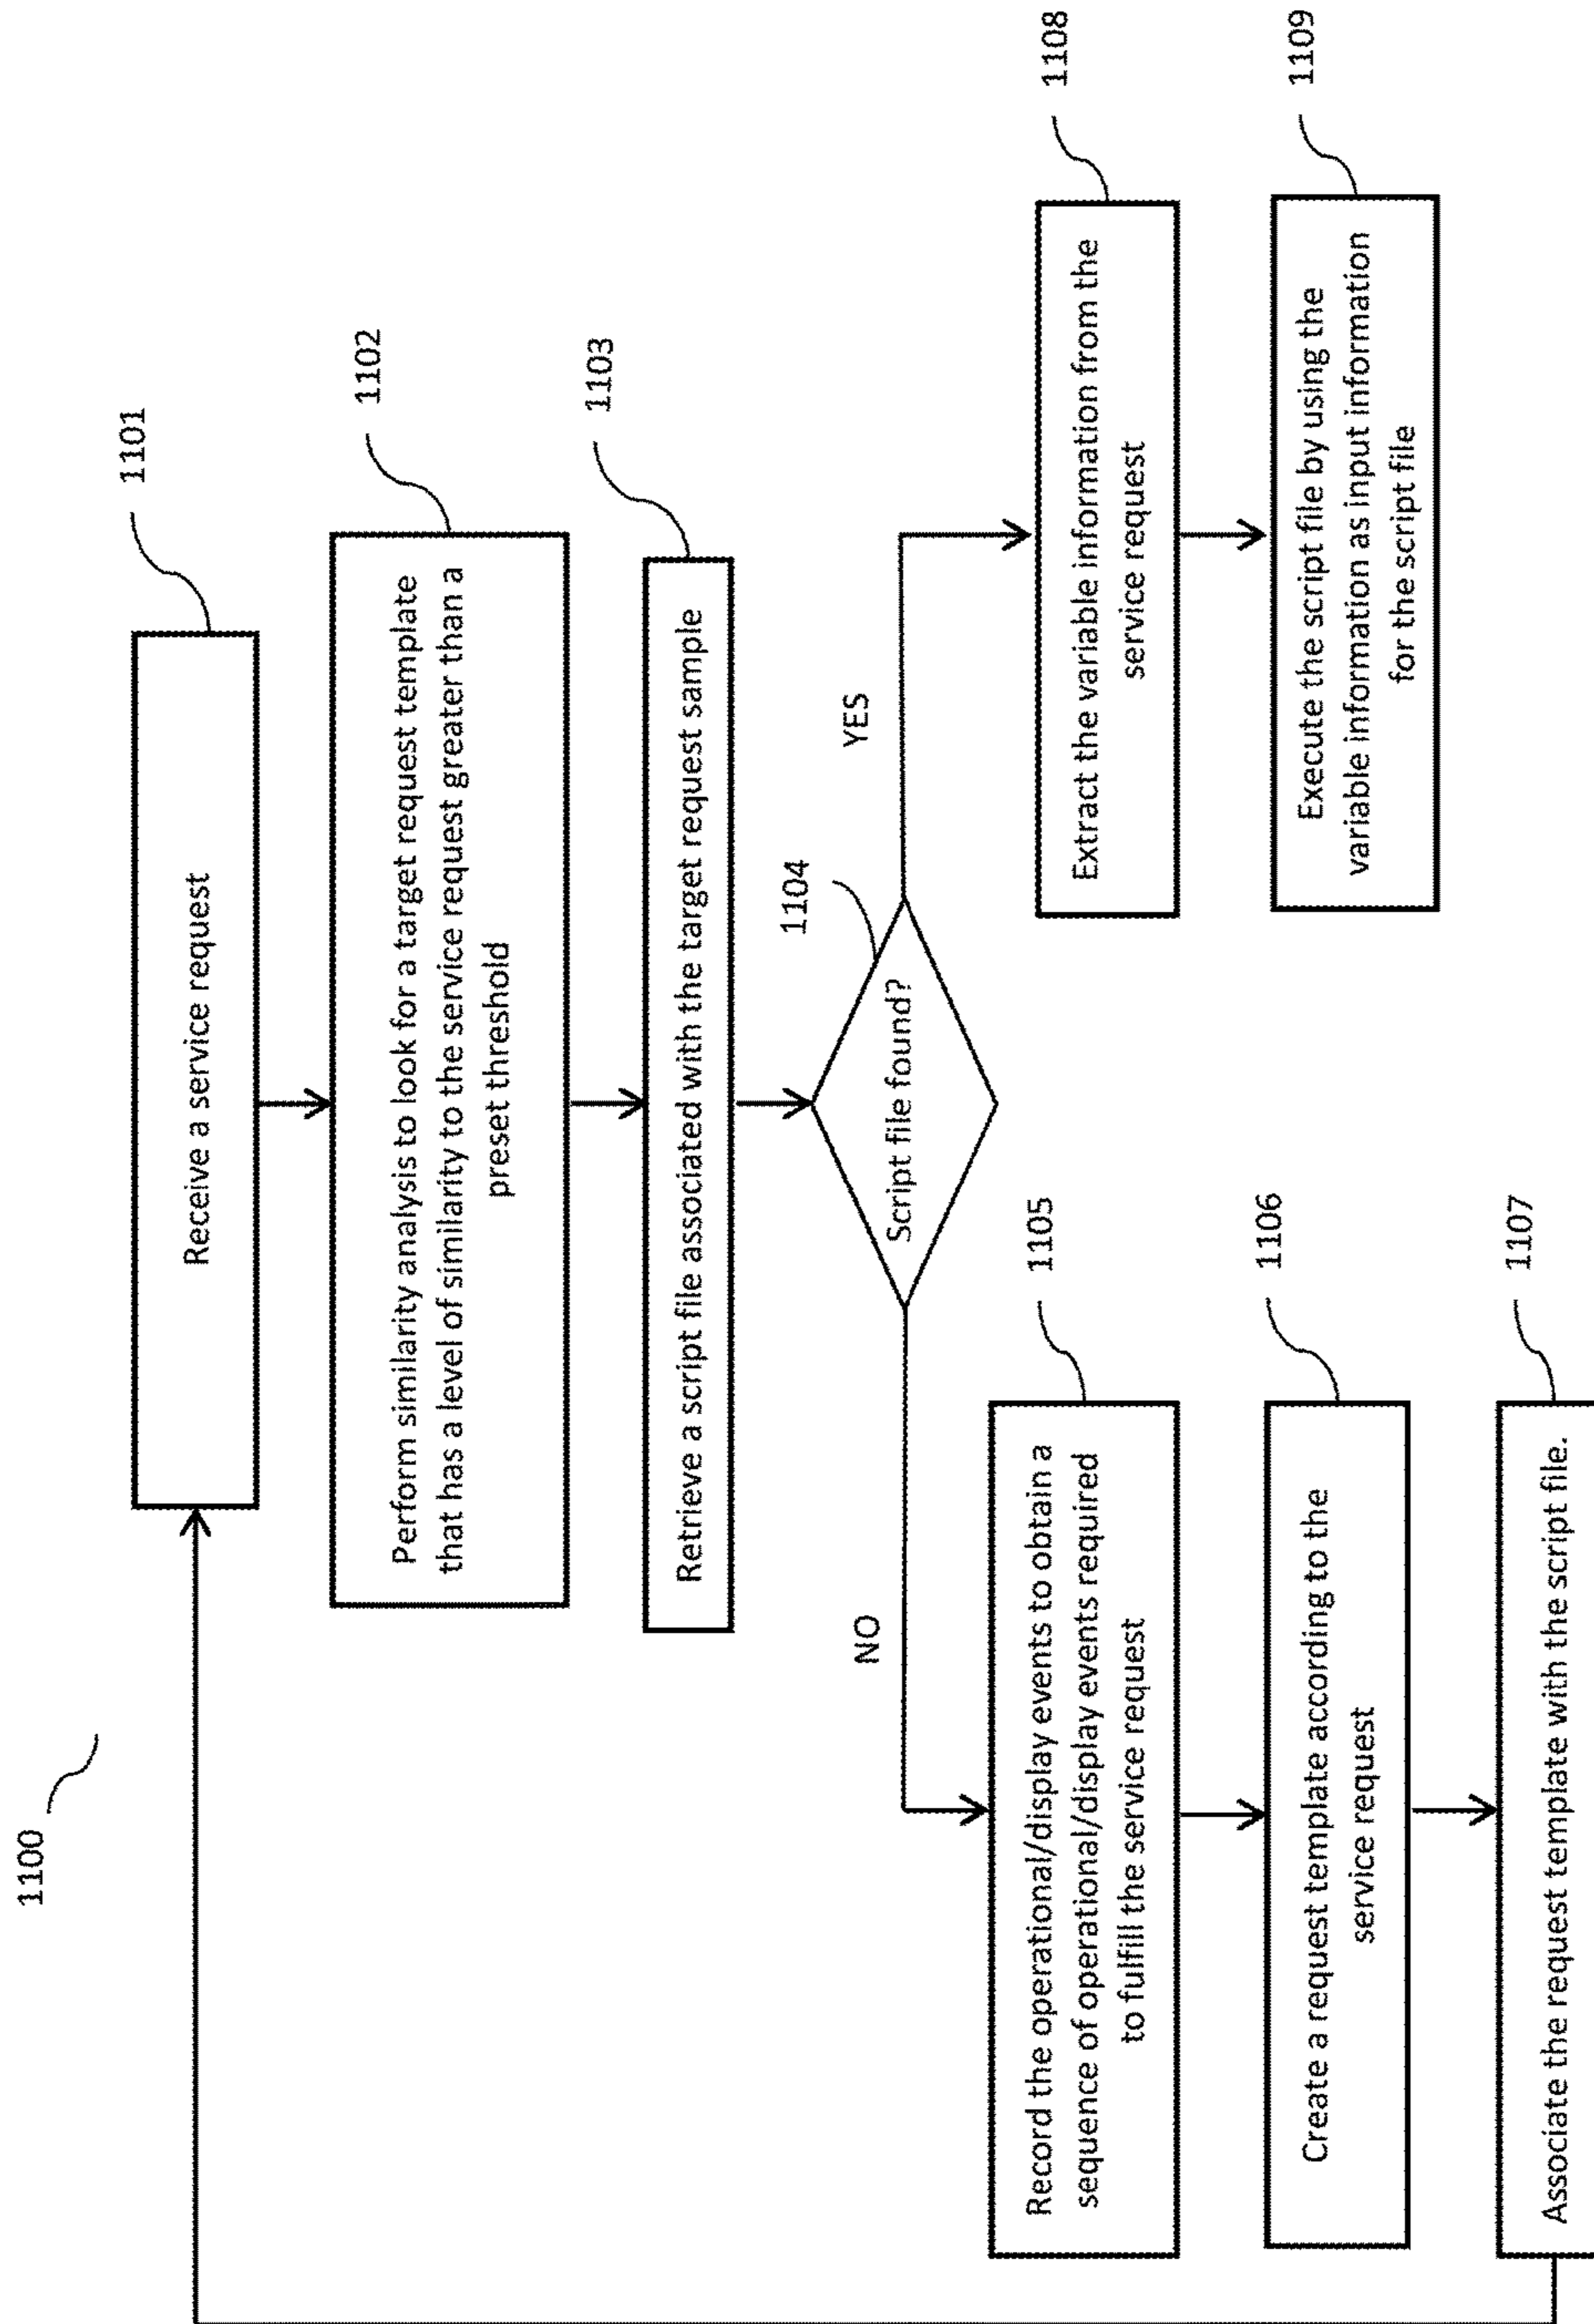 1100
1101
Receive a service request
1102
Perform similarity analysis to look for a target request template
that has a level of similarity to the service request greater than a
preset threshold
1103
Retrieve a script file associated with the target request sample
1104
Script file found?
NO
YES
1105
Record the operational/display events to obtain a
sequence of operational/display events required
to fulfill the service request
1106
Create a request template according to the
service request
1107
Associate the request template with the script file.
1108
Extract the variable information from the
service request
1109
Execute the script file by using the
variable information as input information
for the script file